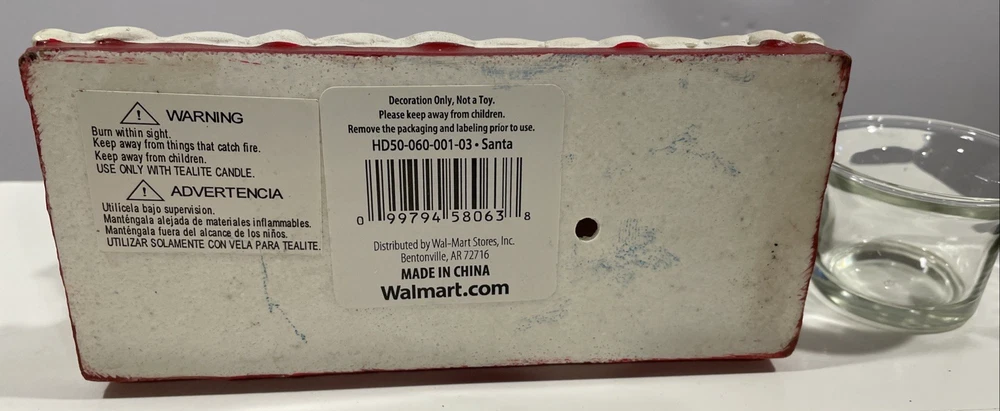 WARNING
Burn within sight.
Keep away from things that catch fire.
Keep away from children.
USE ONLY WITH TEALITE CANDLE.
ADVERTENCIA
Utilícela bajo supervision.
Manténgala alejada de materiales inflammables.
Manténgala fuera del alcance de los niños.
UTILIZAR SOLAMENTE CON VELA PARA TEALITE.
Decoration Only, Not a Toy.
Please keep away from children.
Remove the packaging and labeling prior to use.
HD50-060-001-03 • Santa
0 99794 58063 8
Distributed by Wal-Mart Stores, Inc.
Bentonville, AR 72716
MADE IN CHINA
Walmart.com